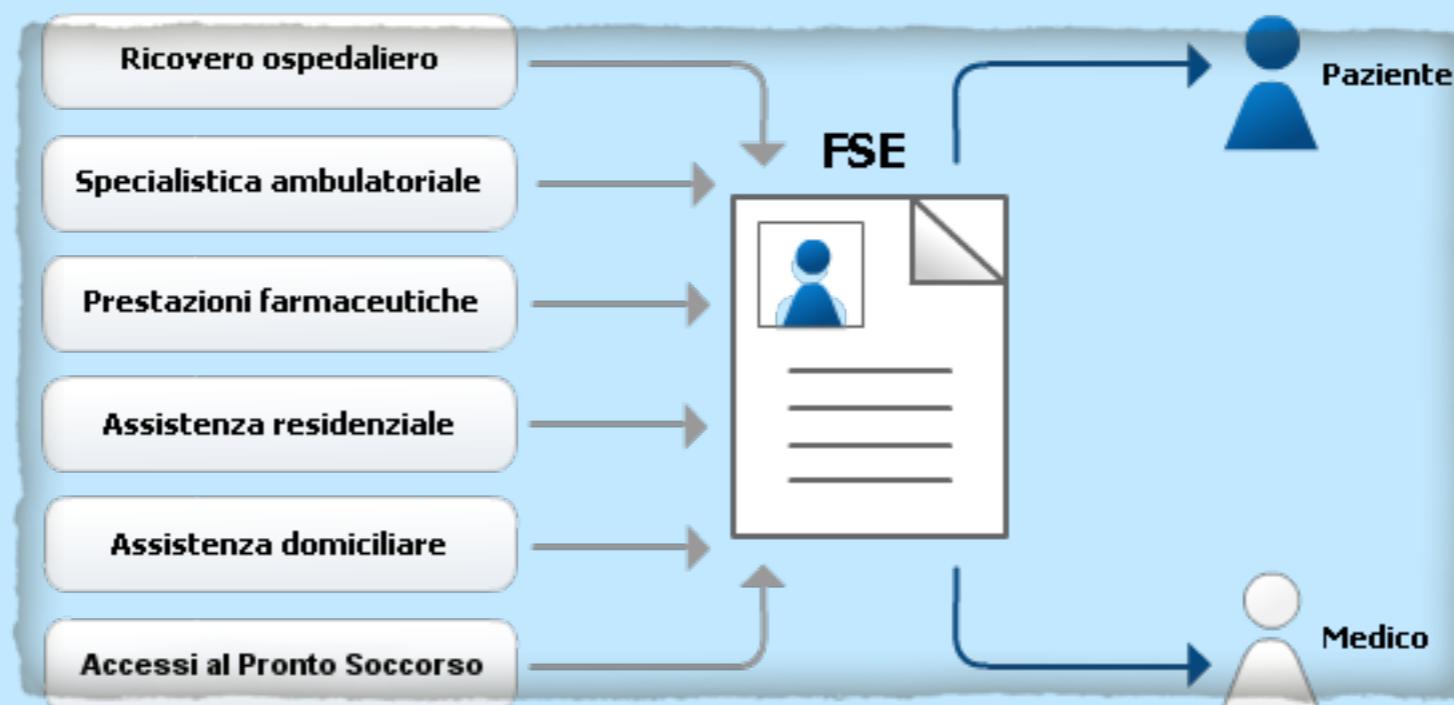 Ricovero ospedaliero
Specialistica ambulatoriale
Prestazioni farmaceutiche
Assistenza residenziale
Assistenza domiciliare
Accessi al Pronto Soccorso
FSE
Paziente
Medico